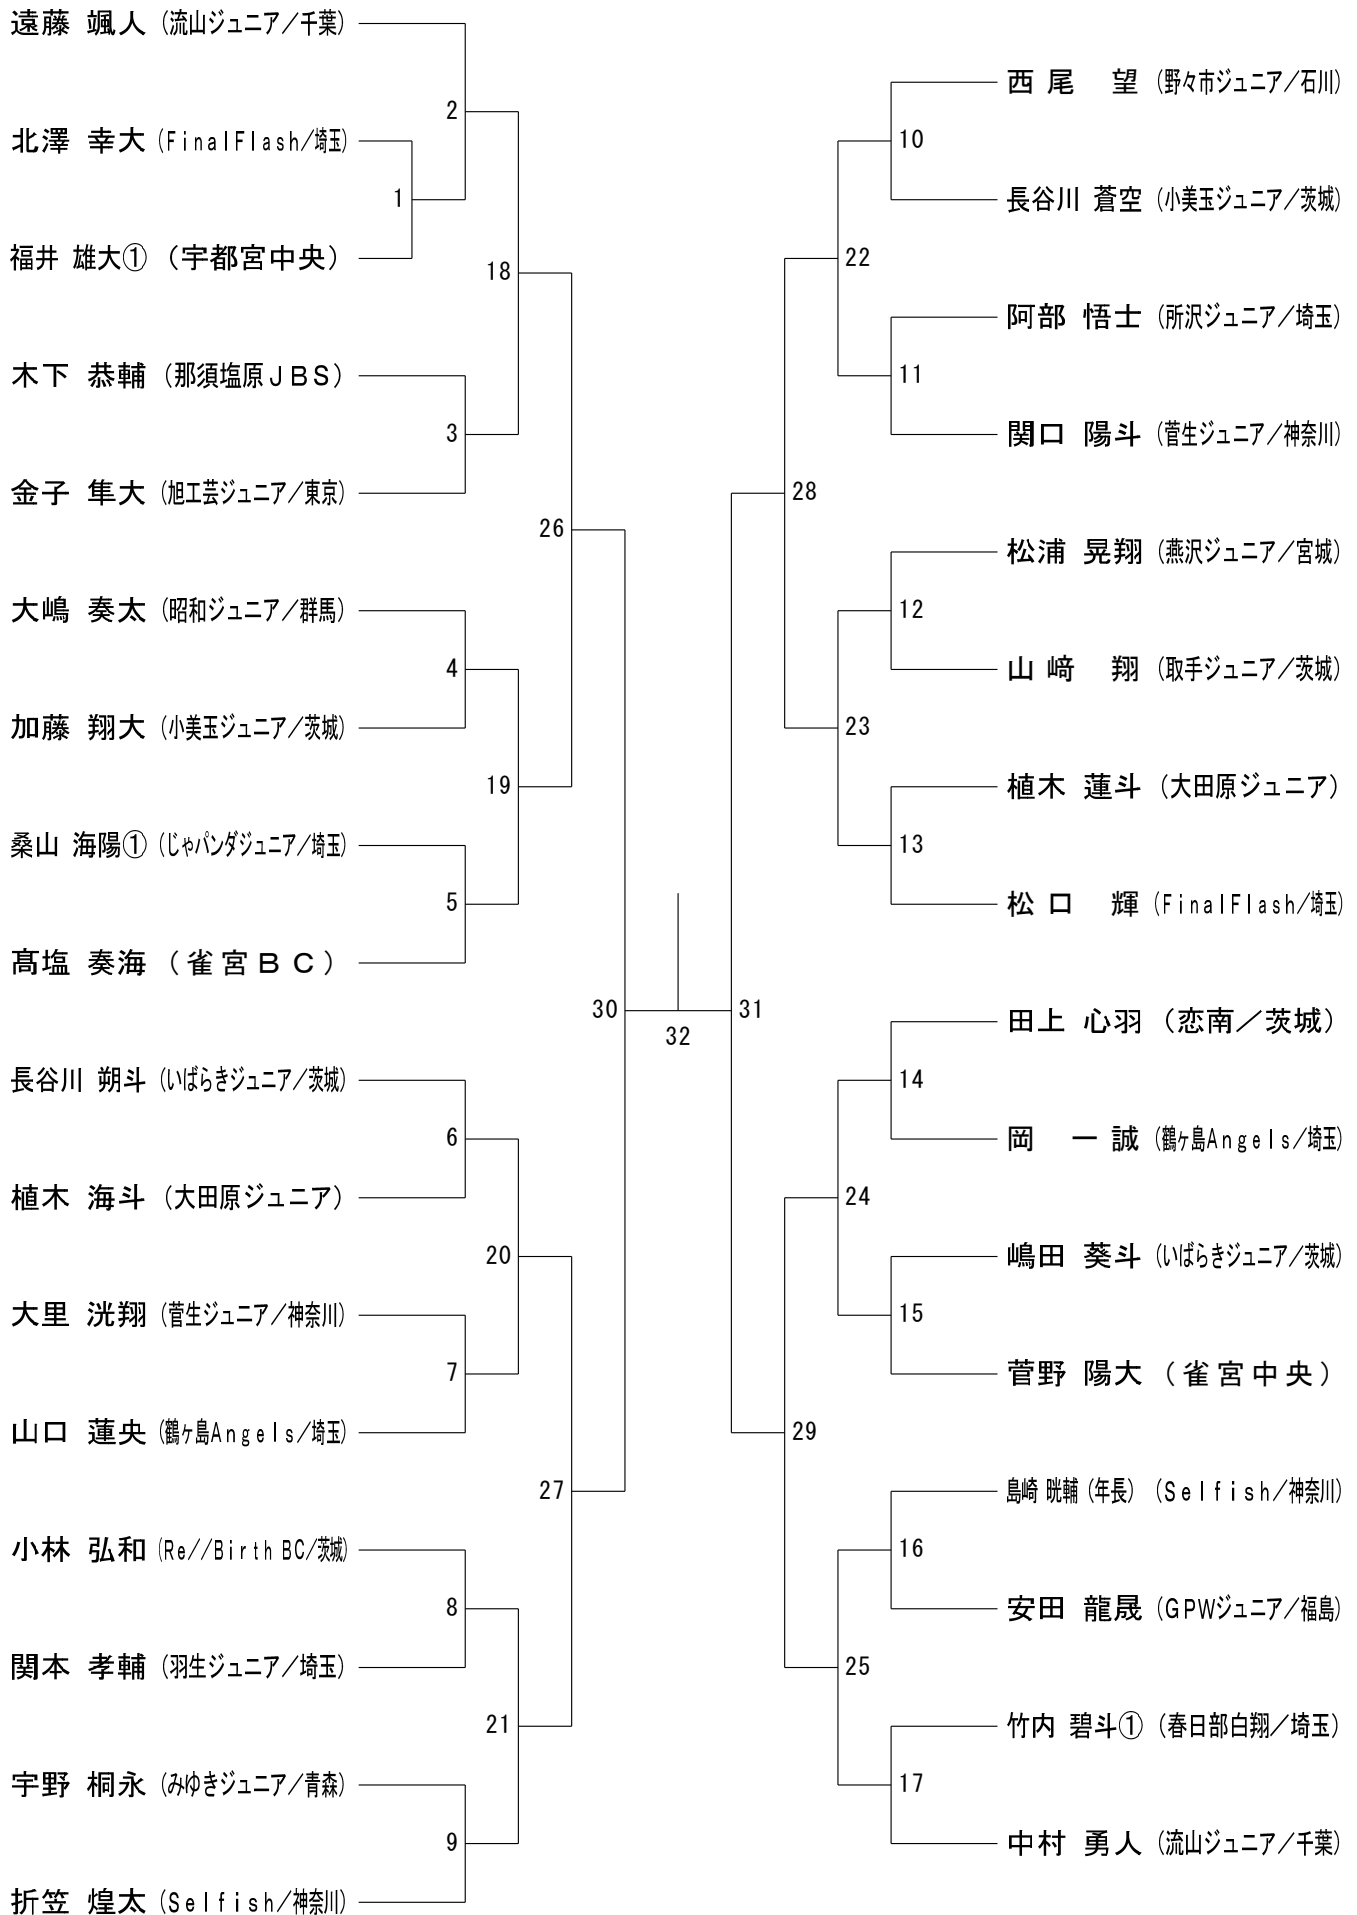 遠藤 颯人 (流山ジュニア／千葉)
2
北澤 幸大 (FinalFlash/埼玉)
1
福井 雄大① (宇都宮中央)
18
木下 恭輔 (那須塩原JBS)
3
金子 隼大 (旭工芸ジュニア／東京)
26
大嶋 奏太 (昭和ジュニア／群馬)
4
加藤 翔大 (小美玉ジュニア／茨城)
19
桑山 海陽① (じゃパンダジュニア／埼玉)
5
髙塩 奏海 (雀宮BC)
30
32
長谷川 朔斗 (いばらきジュニア／茨城)
6
植木 海斗 (大田原ジュニア)
20
大里 洸翔 (菅生ジュニア／神奈川)
7
山口 蓮央 (鶴ヶ島Angels/埼玉)
27
小林 弘和 (Re//Birth BC/茨城)
8
関本 孝輔 (羽生ジュニア／埼玉)
21
宇野 桐永 (みゆきジュニア／青森)
9
折笠 煌太 (Selfish/神奈川)
西尾 望 (野々市ジュニア／石川)
10
長谷川 蒼空 (小美玉ジュニア／茨城)
22
阿部 悟士 (所沢ジュニア／埼玉)
11
関口 陽斗 (菅生ジュニア／神奈川)
28
松浦 晃翔 (燕沢ジュニア／宮城)
12
山﨑 翔 (取手ジュニア／茨城)
23
植木 蓮斗 (大田原ジュニア)
13
松口 輝 (FinalFlash/埼玉)
31
田上 心羽 (恋南／茨城)
14
岡 一誠 (鶴ヶ島Angels/埼玉)
24
嶋田 葵斗 (いばらきジュニア／茨城)
15
菅野 陽大 (雀宮中央)
29
島崎 晄輔 (年長) (Selfish/神奈川)
16
安田 龍晟 (GPWジュニア／福島)
25
竹内 碧斗① (春日部白翔／埼玉)
17
中村 勇人 (流山ジュニア／千葉)